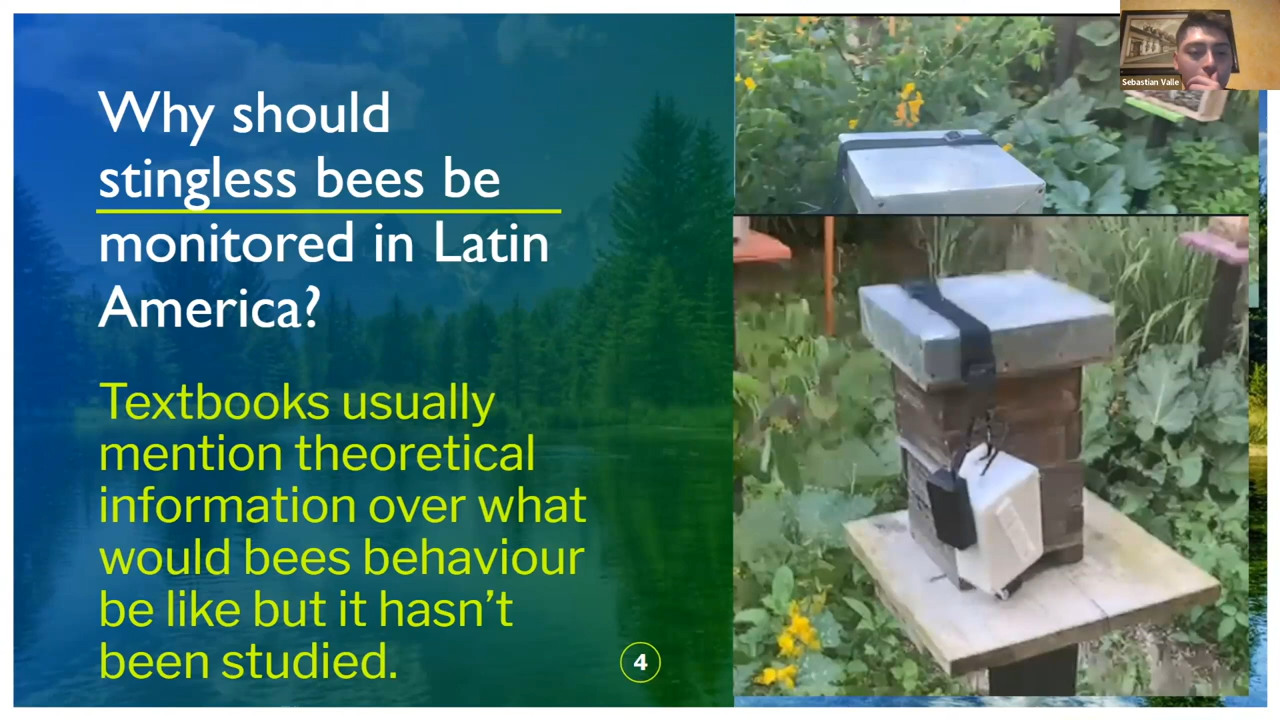 Why should
stingless bees be
monitored in Latin
America?
Textbooks usually
mention theoretical
information over what
would bees behaviour
be like but it hasn't
been studied.
4
Sebastian Valle